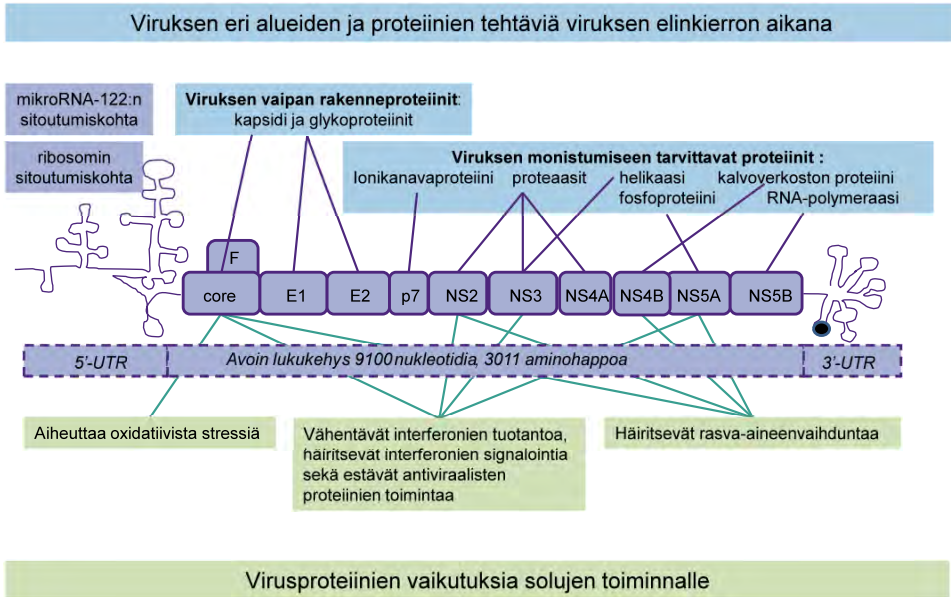 Viruksen eri alueiden ja proteiinien tehtäviä viruksen elinkierron aikana
mikroRNA-122:n
sitoutumiskohta
ribosomin
sitoutumiskohta
Viruksen vaipan rakenneproteiinit:
kapsidi ja glykoproteiinit
Viruksen monistumiseen tarvittavat proteiinit :
Ionikanavaproteiini proteaasit helikaasi kalvoverkoston proteiini
fosfoproteiini RNA-polymeraasi
F
core E1 E2 p7 NS2 NS3 NS4A NS4B NS5A NS5B
5'-UTR Avoin lukukehys 9100 nukleotidia, 3011 aminohappoa 3'-UTR
Aiheuttaa oxidatiivista stressiä
Vähentävät interferonien tuotantoa,
häiritsevät interferonien signalointia
sekä estävät antiviraalisten
proteiinien toimintaa
Häiritsevät rasva-aineenvaihduntaa
Virusproteiinien vaikutuksia solujen toiminnalle